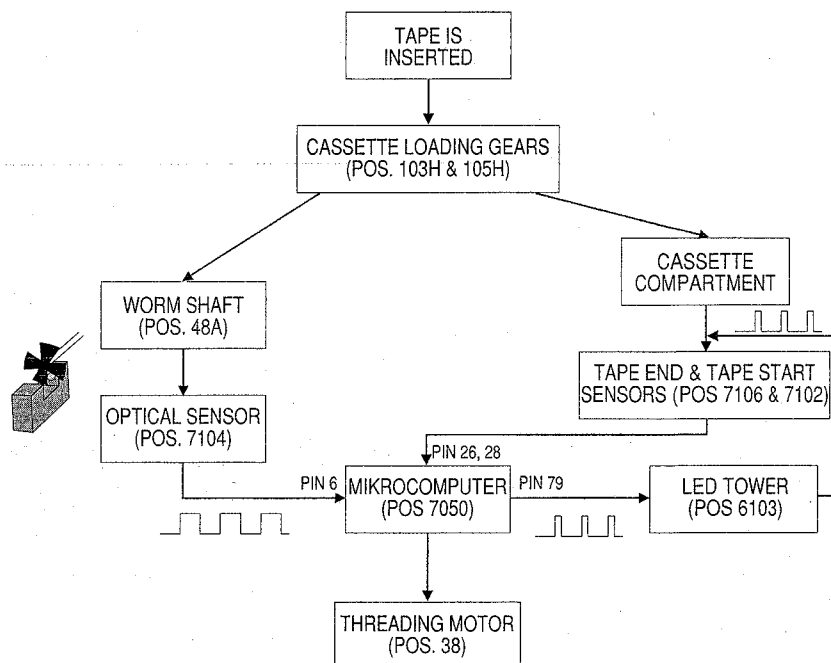 TAPE IS
INSERTED
CASSETTE LOADING GEARS
(POS. 103H & 105H)
CASSETTE
COMPARTMENT
WORM SHAFT
(POS. 48A)
TAPE END & TAPE START
SENSORS (POS 7106 & 7102)
OPTICAL SENSOR
(POS. 7104)
PIN 26, 28
PIN 6
MIKROCOMPUTER
(POS 7050)
PIN 79
LED TOWER
(POS 6103)
THREADING MOTOR
(POS. 38)